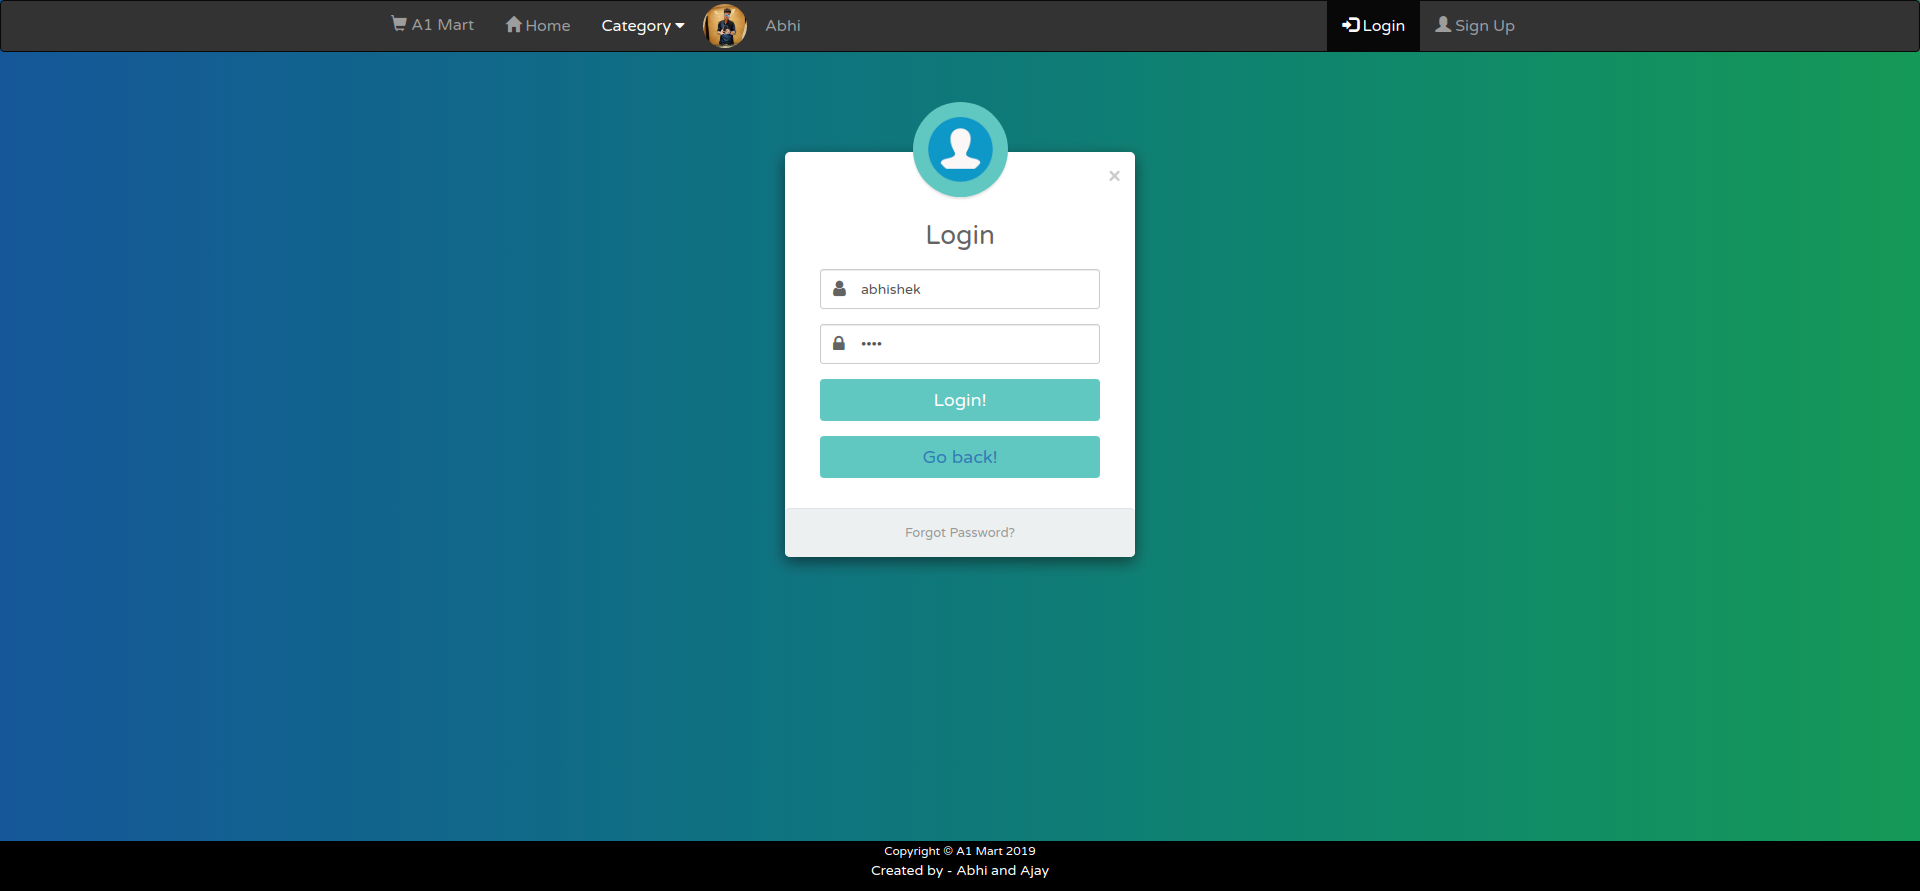 A1 Mart Home Category Abhi Login Sign Up
×
Login
abhishek
••••
Login!
Go back!
Forgot Password?
Copyright © A1 Mart 2019
Created by - Abhi and Ajay